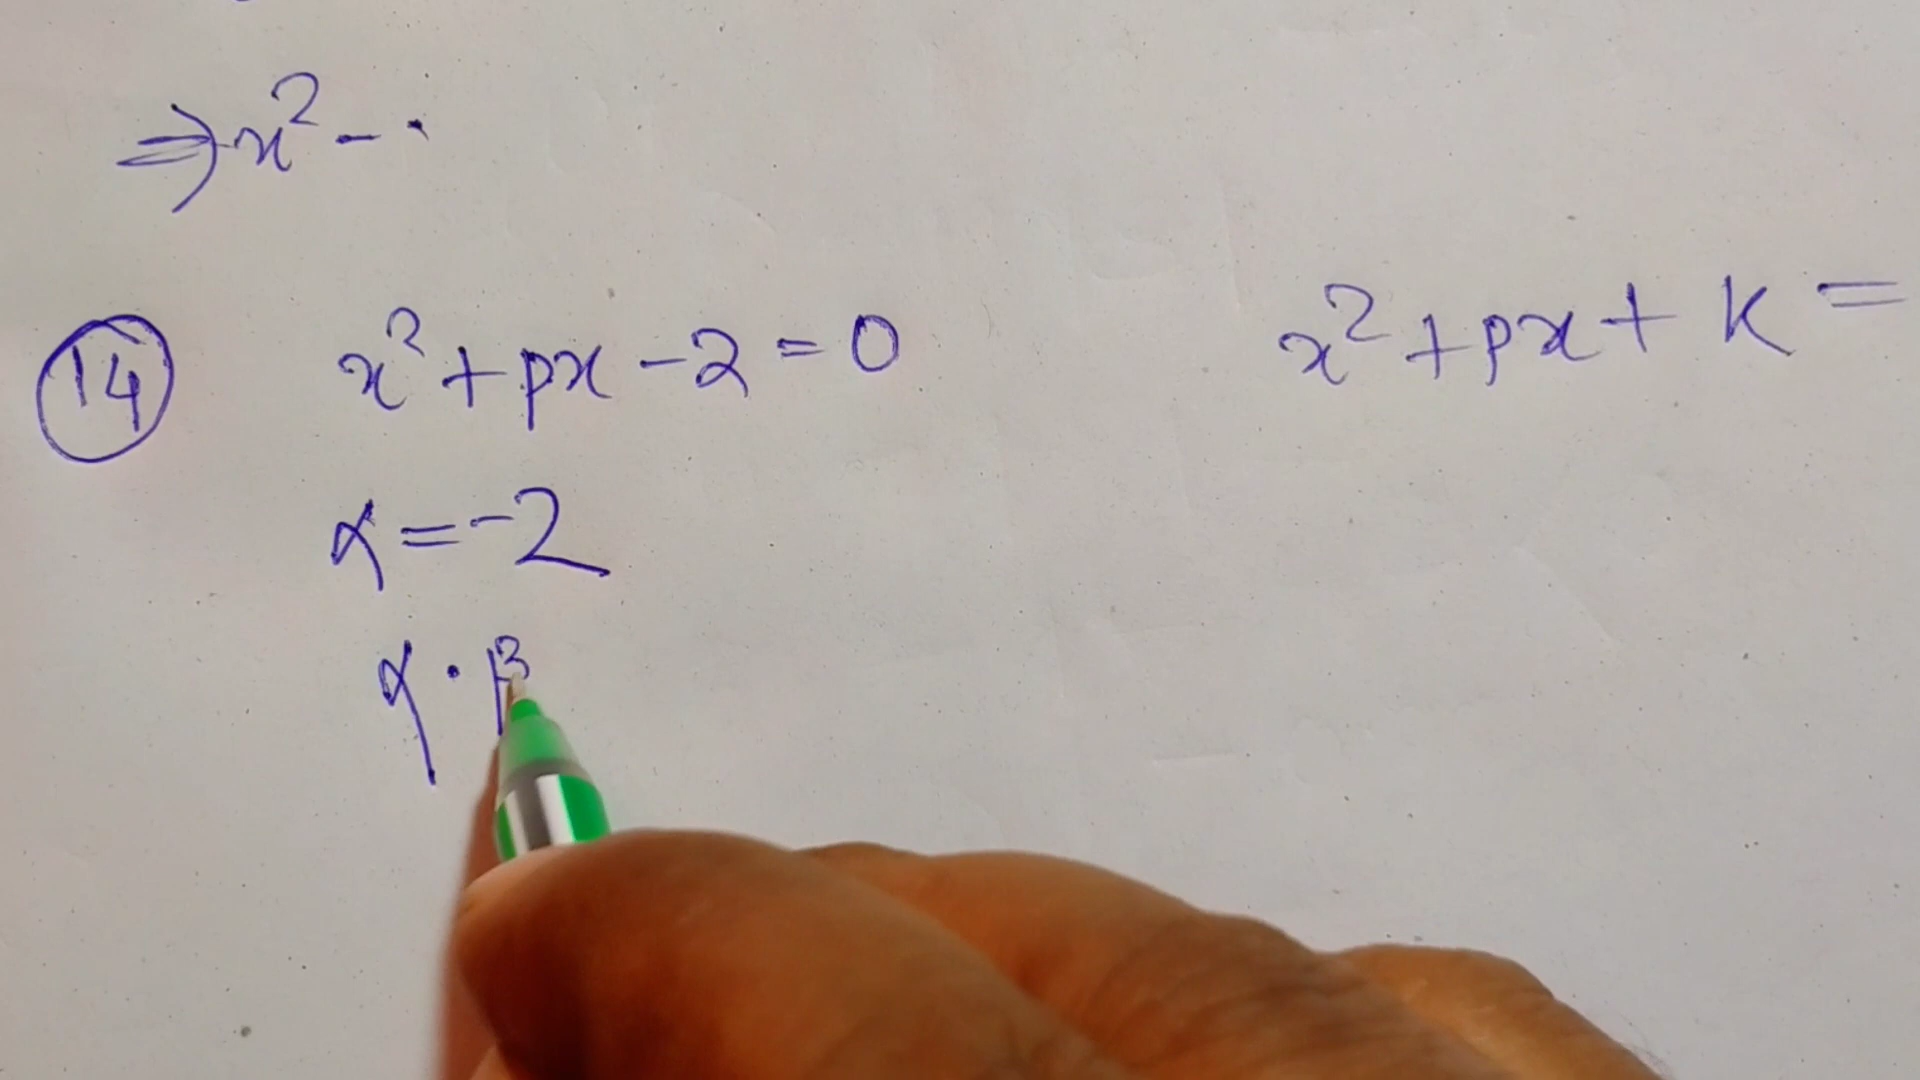 ⇒ x² - ·
(14) x² + px - 2 = 0 x² + px + k =
α = -2
α · β